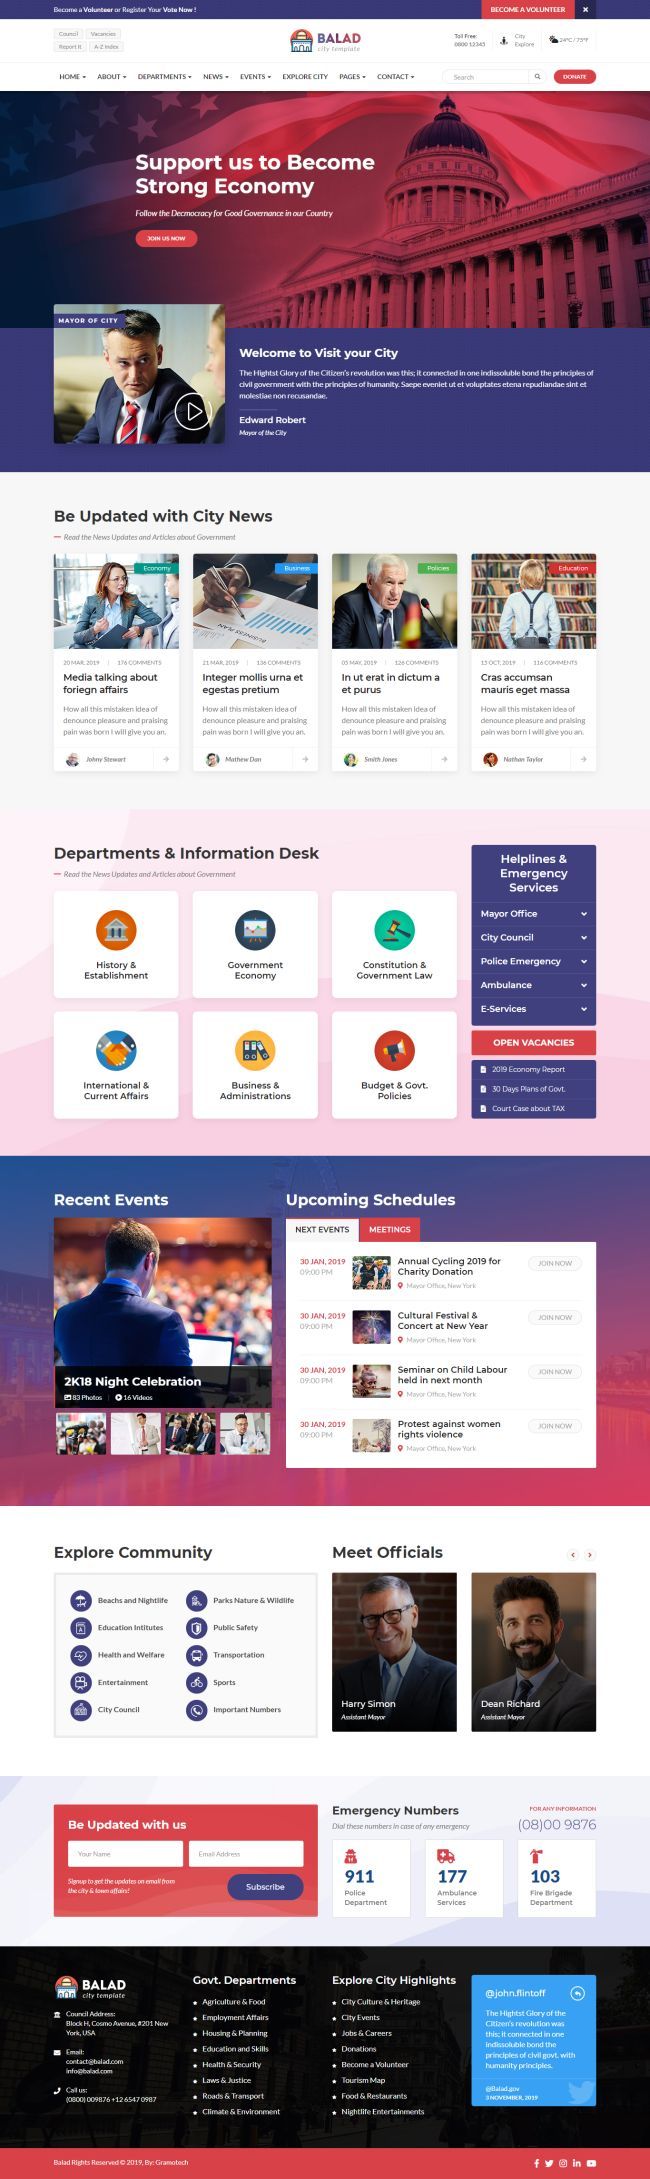 Become a Volunteer or Register Your Vote Now !
BECOME A VOLUNTEER
Council
Vacancies
Report It
A-Z Index
BALAD
city template
Toll Free:
0800 12345
City
Explore
24°C / 75°F
HOME
ABOUT
DEPARTMENTS
NEWS
EVENTS
EXPLORE CITY
PAGES
CONTACT
Search
DONATE
Support us to Become
Strong Economy
Follow the Decmocracy for Good Governance in our Country
JOIN US NOW
MAYOR OF CITY
Welcome to Visit your City
The Hightst Glory of the Citizen's revolution was this; it connected in one indissoluble bond the principles of
civil government with the principles of humanity. Saepe eveniet ut et voluptates etena repudiandae sint et
molestiae non recusandae.
Edward Robert
Mayor of the City
Be Updated with City News
Read the News Updates and Articles about Government
Economy
20 MAR, 2019
176 COMMENTS
Media talking about
foriegn affairs
How all this mistaken idea of
denounce pleasure and praising
pain was born I will give you an.
Johny Stewart
Business
BUSINESS PLAN
21 MAR, 2019
136 COMMENTS
Integer mollis urna et
egestas pretium
How all this mistaken idea of
denounce pleasure and praising
pain was born I will give you an.
Mathew Dan
Policies
05 MAY, 2019
126 COMMENTS
In ut erat in dictum a
et purus
How all this mistaken idea of
denounce pleasure and praising
pain was born I will give you an.
Smith Jones
Education
15 OCT, 2019
116 COMMENTS
Cras accumsan
mauris eget massa
How all this mistaken idea of
denounce pleasure and praising
pain was born I will give you an.
Nathan Taylor
Departments & Information Desk
Read the News Updates and Articles about Government
History &
Establishment
Government
Economy
Constitution &
Government Law
International &
Current Affairs
Business &
Administrations
Budget & Govt.
Policies
Helplines &
Emergency
Services
Mayor Office
City Council
Police Emergency
Ambulance
E-Services
OPEN VACANCIES
2019 Economy Report
30 Days Plans of Govt.
Court Case about TAX
Recent Events
2K18 Night Celebration
83 Photos
16 Videos
Upcoming Schedules
NEXT EVENTS
MEETINGS
30 JAN, 2019
09:00 PM
Annual Cycling 2019 for
Charity Donation
Mayor Office, New York
JOIN NOW
30 JAN, 2019
09:00 PM
Cultural Festival &
Concert at New Year
Mayor Office, New York
JOIN NOW
30 JAN, 2019
09:00 PM
Seminar on Child Labour
held in next month
Mayor Office, New York
JOIN NOW
30 JAN, 2019
09:00 PM
Protest against women
rights violence
Mayor Office, New York
JOIN NOW
Explore Community
Beachs and Nightlife
Parks Nature & Wildlife
Education Intitutes
Public Safety
Health and Welfare
Transportation
Entertainment
Sports
City Council
Important Numbers
Meet Officials
Harry Simon
Assistant Mayor
Dean Richard
Assistant Mayor
Be Updated with us
Your Name
Email Address
Signup to get the updates on email from
the city & town affairs!
Subscribe
Emergency Numbers
Dial these numbers in case of any emergency
FOR ANY INFORMATION
(08)00 9876
911
Police
Department
177
Ambulance
Services
103
Fire Brigade
Department
BALAD
city template
Council Address:
Block H, Cosmo Avenue, #201 New
York, USA
Email:
contact@balad.com
info@balad.com
Call us:
(0800) 009876 +12 6547 0987
Govt. Departments
Agriculture & Food
Employment Affairs
Housing & Planning
Education and Skills
Health & Security
Laws & Justice
Roads & Transport
Climate & Environment
Explore City Highlights
City Culture & Heritage
City Events
Jobs & Careers
Donations
Become a Volunteer
Tourism Map
Food & Restaurants
Nightlife Entertainments
@john.flintoff
The Hightst Glory of the
Citizen's revolution was
this; it connected in one
indissoluble bond the
principles of civil govt. with
humanity principles.
@Balad.gov
3 NOVEMBER, 2019
Balad Rights Reserved © 2019, By: Gramotech